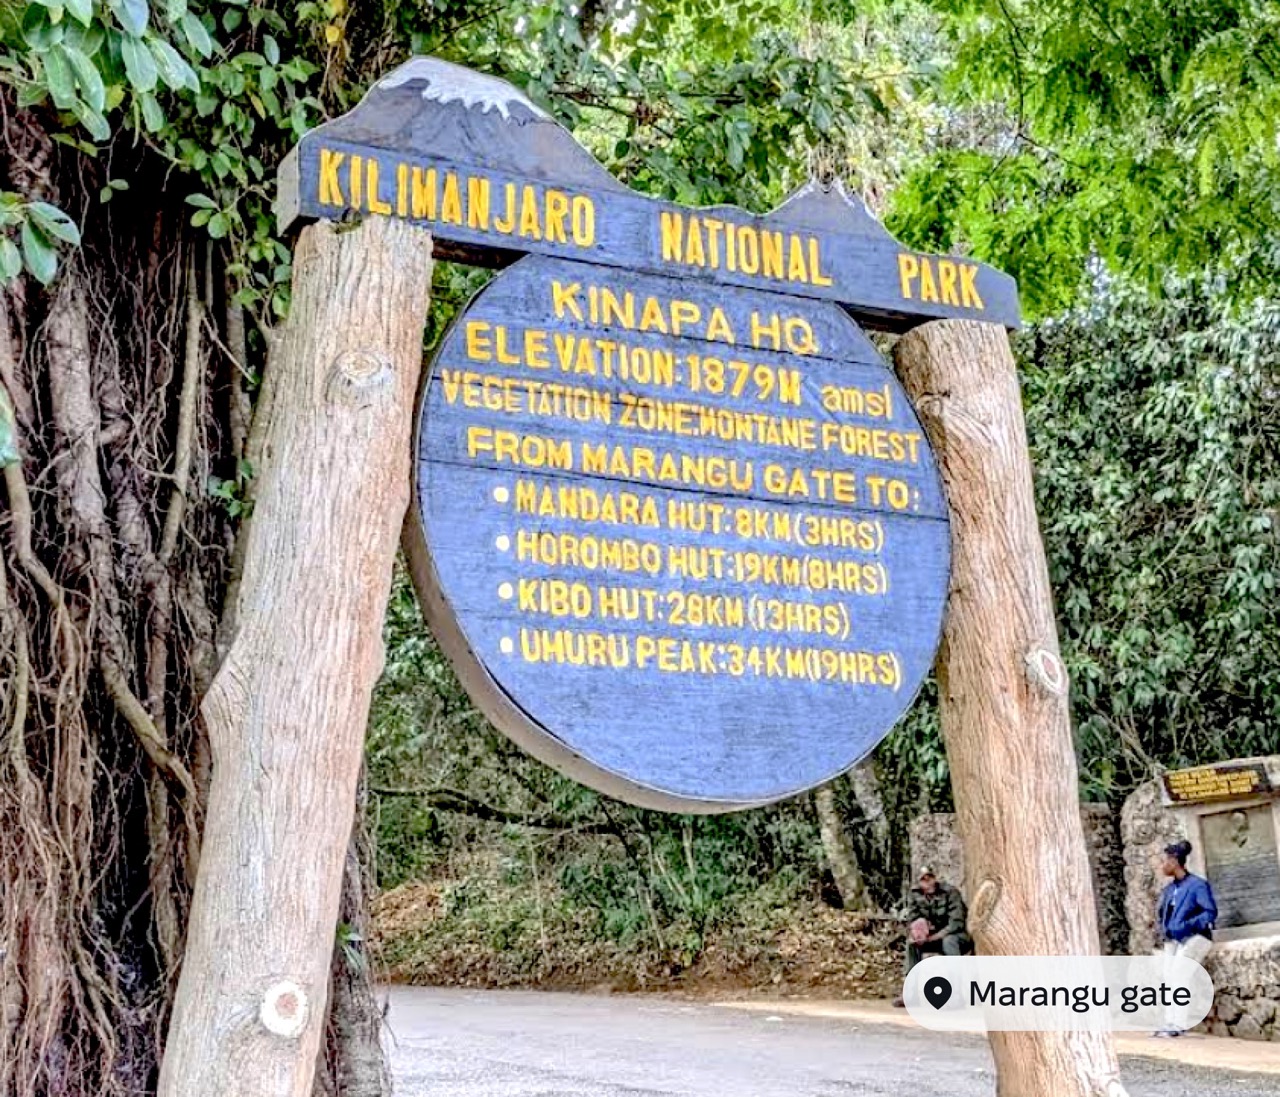 KILIMANJARO NATIONAL PARK
KINAPA HQ
ELEVATION:1879M amsl
VEGETATION ZONE:MONTANE FOREST
FROM MARANGU GATE TO:
•MANDARA HUT:8KM(3HRS)
•HOROMBO HUT:19KM(8HRS)
•KIBO HUT:28KM(13HRS)
•UMURU PEAK:34KM(19HRS)
Marangu gate